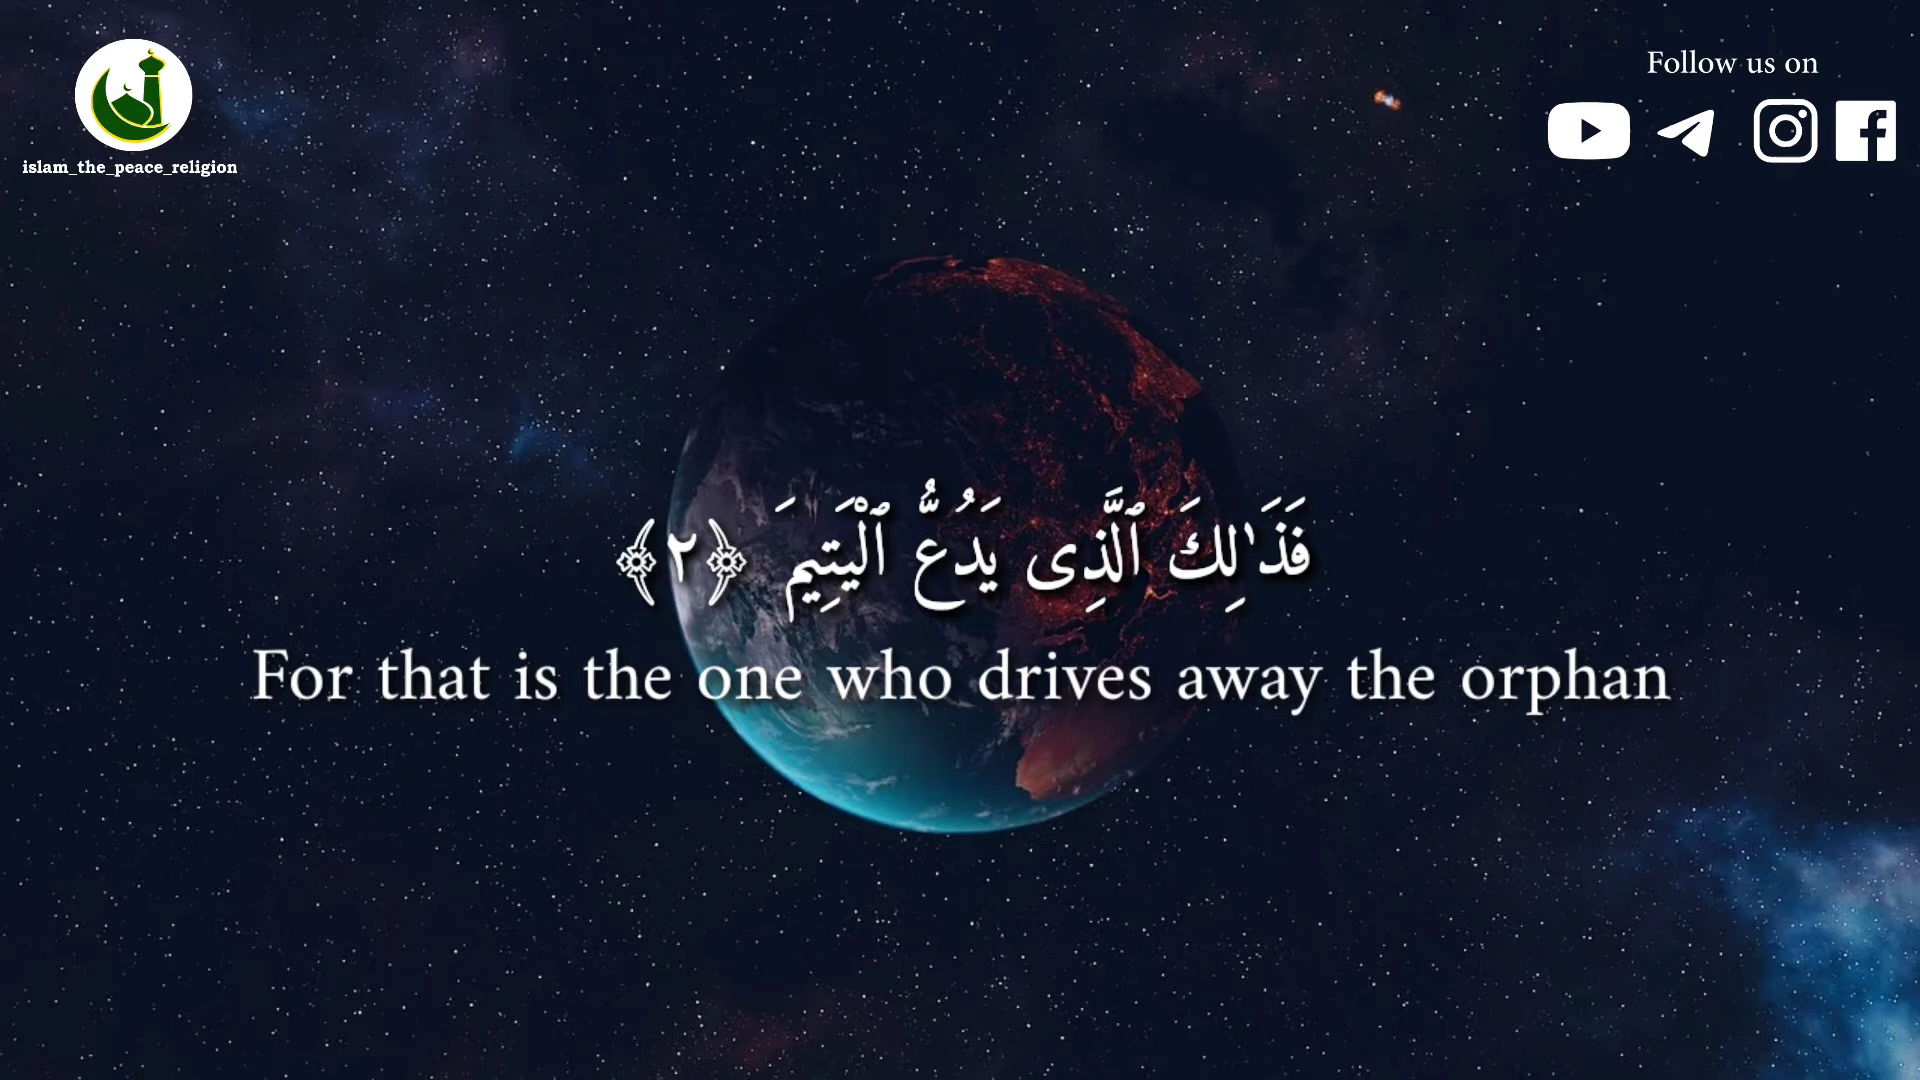 Follow us on
islam_the_peace_religion
فَذَٰلِكَ ٱلَّذِى يَدُعُّ ٱلْيَتِيمَ ﴿٢﴾
For that is the one who drives away the orphan